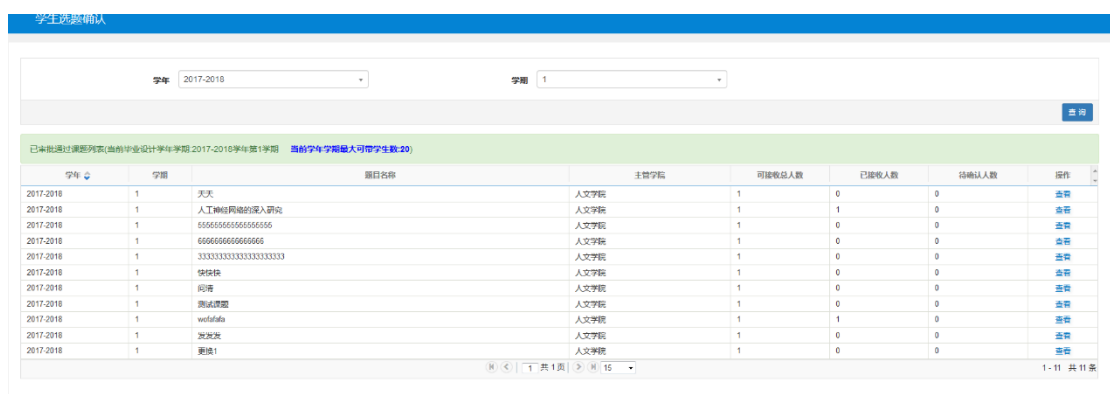 学生选题确认
学年 2017-2018 学期 1
查 询
已审批通过课题列表(当前毕业设计学年学期:2017-2018学年第1学期 当前学年学期最大可带学生数:20)
学年 学期 题目名称 主管学院 可接收总人数 已接收人数 待确认人数 操作
2017-2018 1 天天 人文学院 1 0 0 查看
2017-2018 1 人工神经网络的深入研究 人文学院 1 1 0 查看
2017-2018 1 人文学院 1 0 0 查看
2017-2018 1 人文学院 1 0 0 查看
2017-2018 1 人文学院 1 0 0 查看
2017-2018 1 快快快 人文学院 1 0 0 查看
2017-2018 1 人文学院 1 0 0 查看
2017-2018 1 测试课题 人文学院 1 0 0 查看
2017-2018 1 wofafafa 人文学院 1 1 0 查看
2017-2018 1 发发发 人文学院 1 0 0 查看
2017-2018 1 更换1 人文学院 1 0 0 查看
1 共 1 页 15 1 - 11 共 11 条